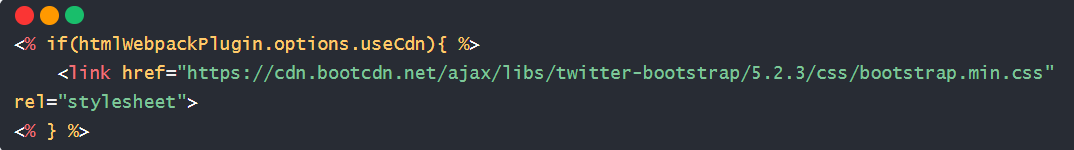 <% if(htmlWebpackPlugin.options.useCdn){ %>
    <link href="https://cdn.bootcdn.net/ajax/libs/twitter-bootstrap/5.2.3/css/bootstrap.min.css"
rel="stylesheet">
<% } %>